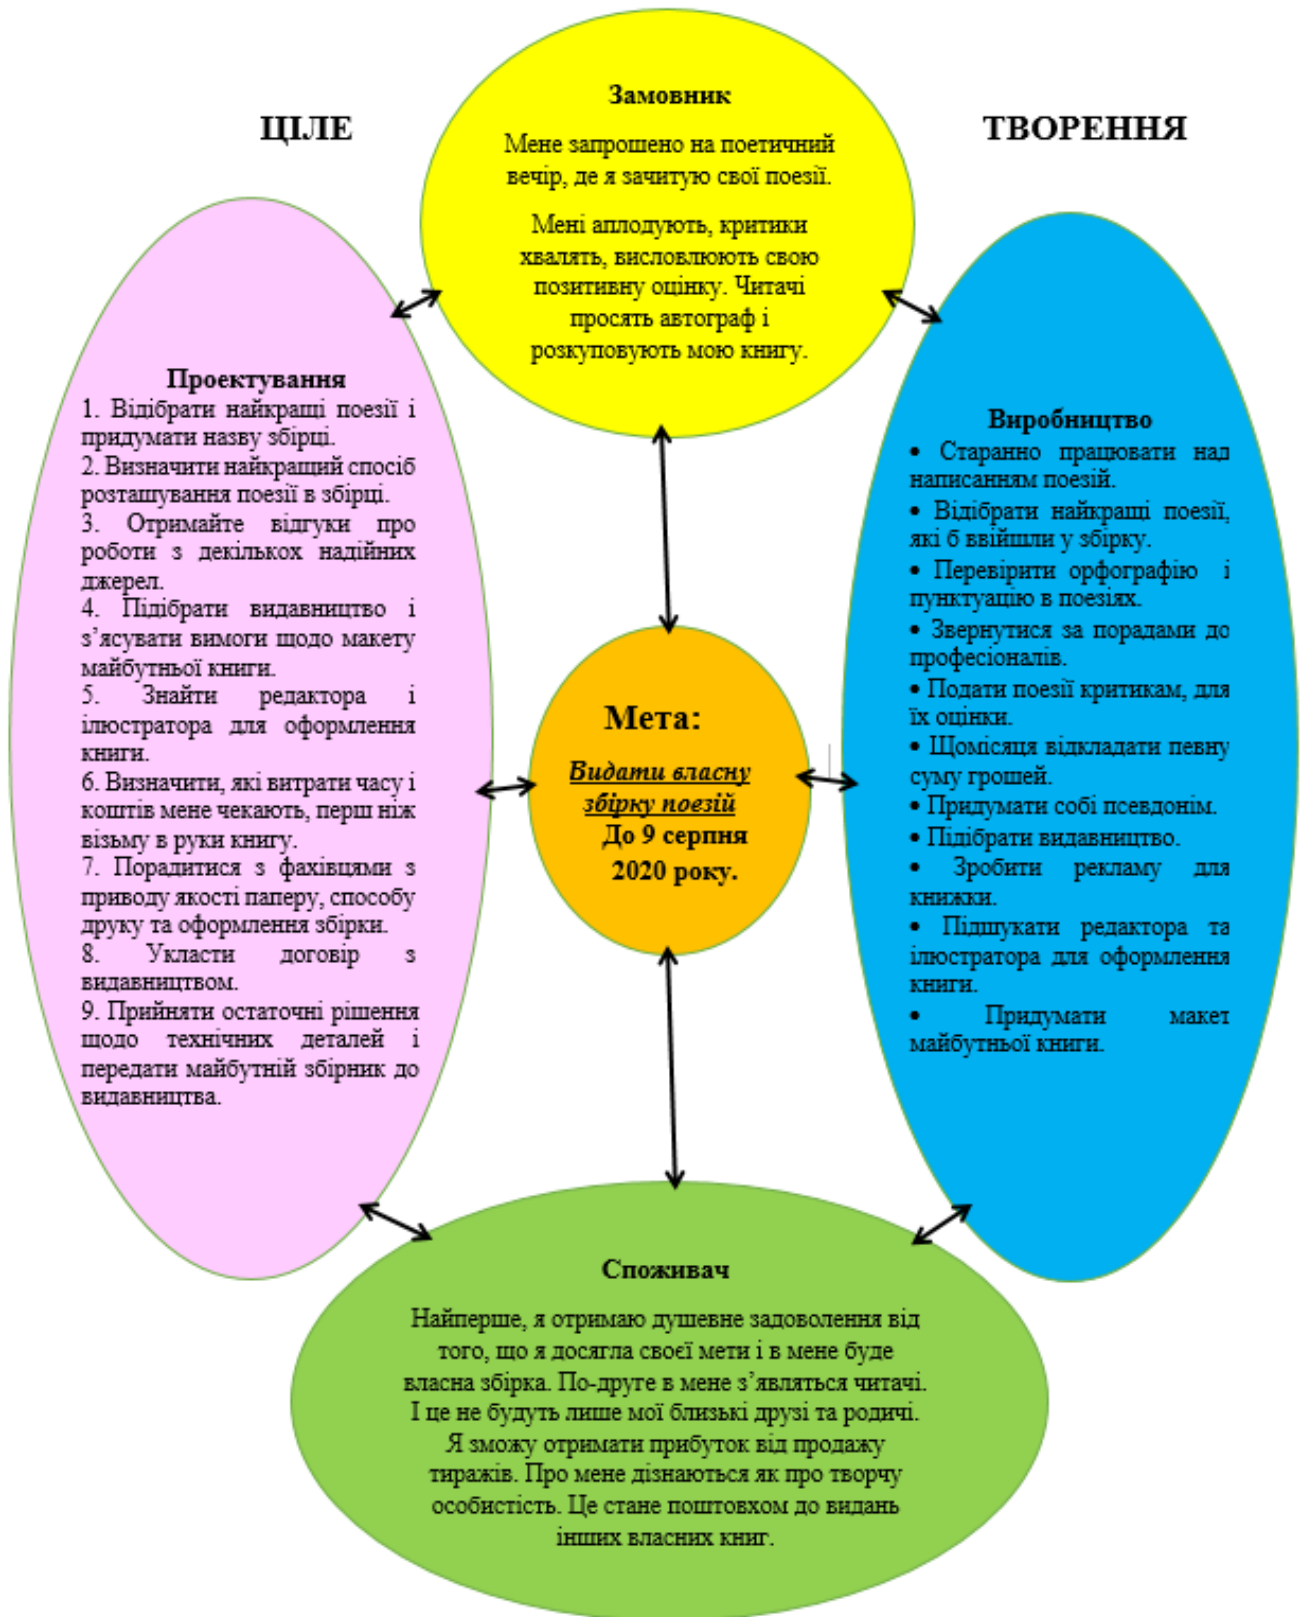 ЦІЛЕ
ТВОРЕННЯ
Замовник
Мене запрошено на поетичний
вечір, де я зачитую свої поезії.
Мені аплодують, критики
хвалять, висловлюють свою
позитивну оцінку. Читачі
просять автограф і
розкуповують мою книгу.
Проектування
1. Відібрати найкращі поезії і
придумати назву збірці.
2. Визначити найкращий спосіб
розташування поезії в збірці.
3. Отримайте відгуки про
роботи з декількох надійних
джерел.
4. Підібрати видавництво і
з’ясувати вимоги щодо макету
майбутньої книги.
5. Знайти редактора і
ілюстратора для оформлення
книги.
6. Визначити, які витрати часу і
коштів мене чекають, перш ніж
візьму в руки книгу.
7. Порадитися з фахівцями з
приводу якості паперу, способу
друку та оформлення збірки.
8. Укласти договір з
видавництвом.
9. Прийняти остаточні рішення
щодо технічних деталей і
передати майбутній збірник до
видавництва.
Мета:
Видати власну
збірку поезій
До 9 серпня
2020 року.
Виробництво
• Старанно працювати над
написанням поезій.
• Відібрати найкращі поезії,
які б ввійшли у збірку.
• Перевірити орфографію і
пунктуацію в поезіях.
• Звернутися за порадами до
професіоналів.
• Подати поезії критикам, для
їх оцінки.
• Щомісяця відкладати певну
суму грошей.
• Придумати собі псевдонім.
• Підібрати видавництво.
• Зробити рекламу для
книжки.
• Підшукати редактора та
ілюстратора для оформлення
книги.
• Придумати макет
майбутньої книги.
Споживач
Найперше, я отримаю душевне задоволення від
того, що я досягла своєї мети і в мене буде
власна збірка. По-друге в мене з’являться читачі.
І це не будуть лише мої близькі друзі та родичі.
Я зможу отримати прибуток від продажу
тиражів. Про мене дізнаються як про творчу
особистість. Це стане поштовхом до видань
інших власних книг.